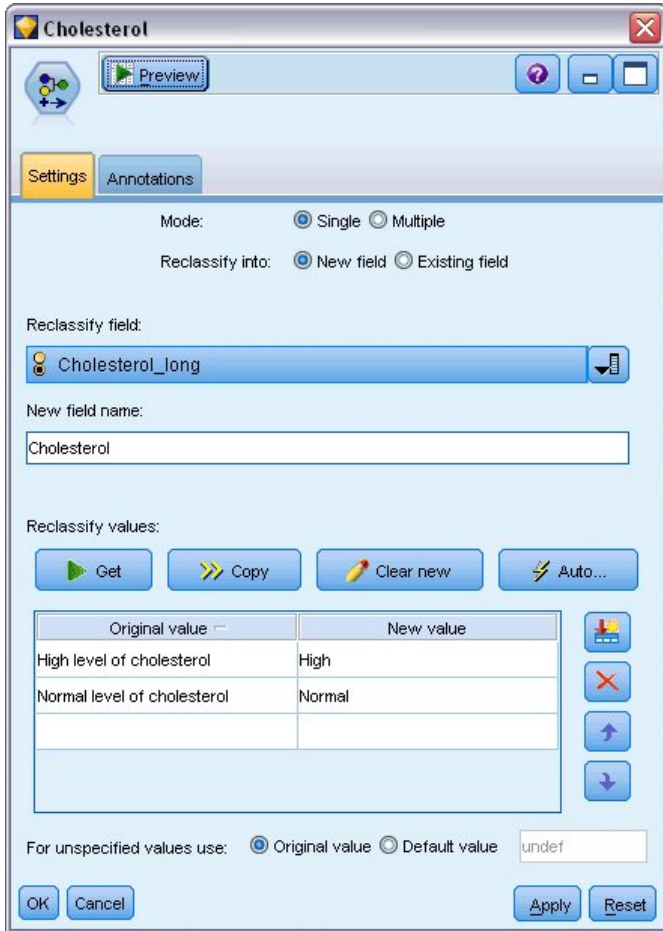 Cholesterol
Preview
Settings Annotations
Mode: Single Multiple
Reclassify into: New field Existing field
Reclassify field:
Cholesterol_long
New field name:
Cholesterol
Reclassify values:
Get Copy Clear new Auto...
Original value New value
High level of cholesterol High
Normal level of cholesterol Normal
For unspecified values use: Original value Default value undef
OK Cancel Apply Reset